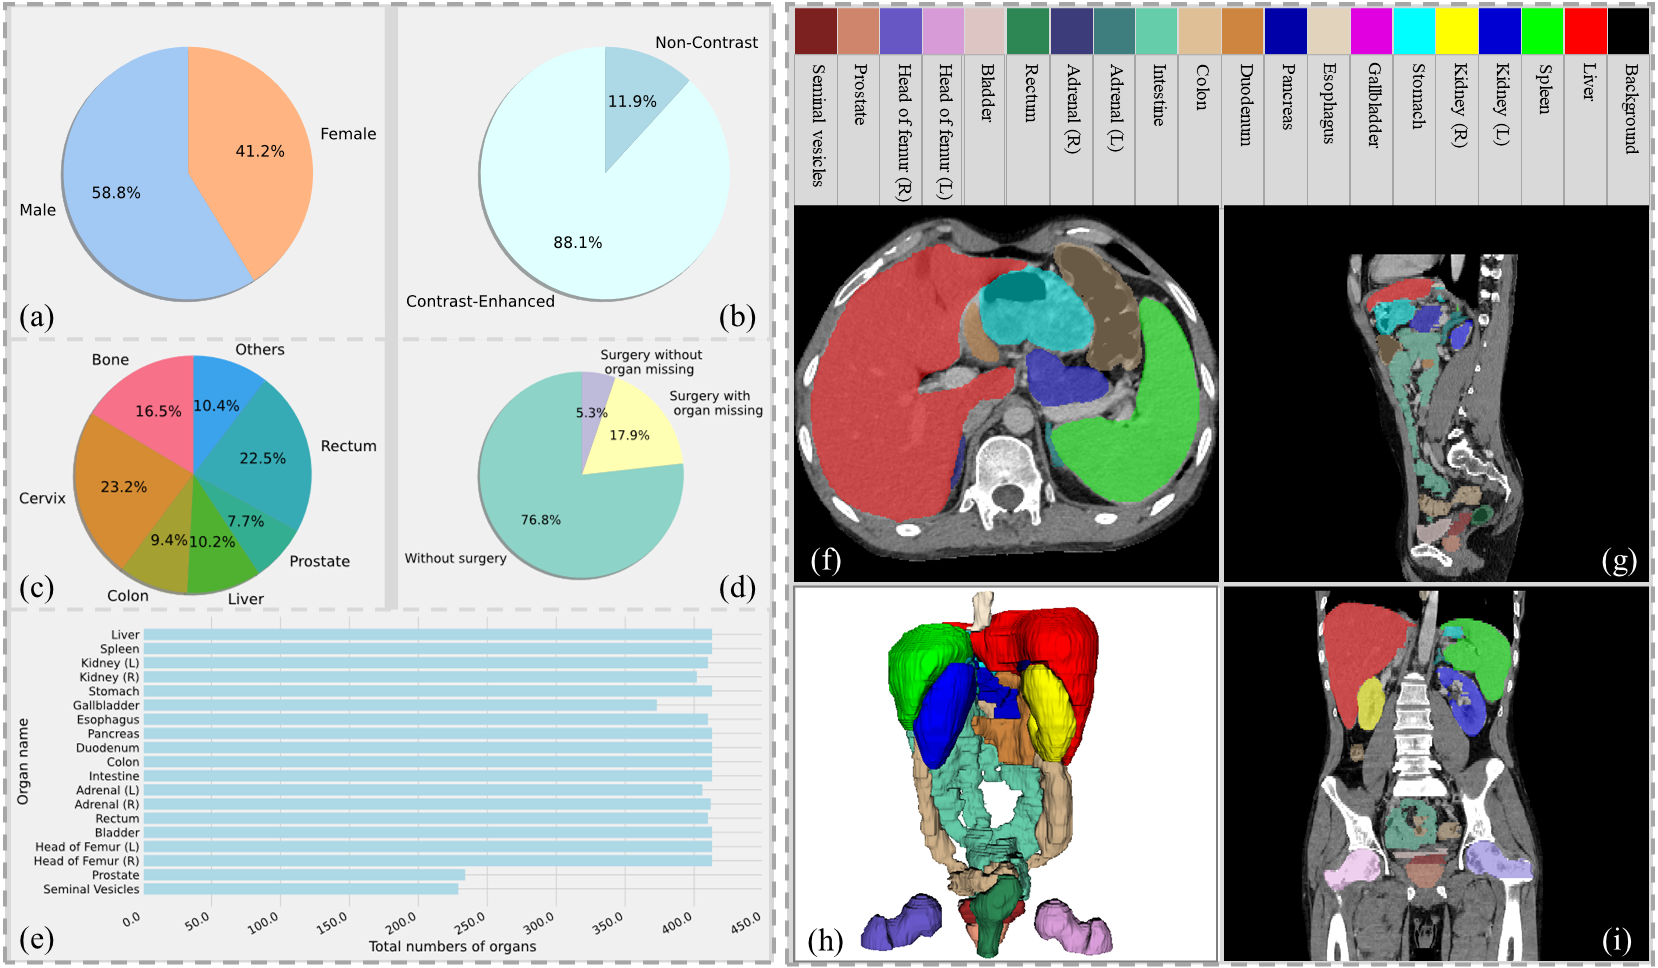 Male
58.8%
41.2%
Female
(a)
Non-Contrast
11.9%
88.1%
Contrast-Enhanced
(b)
Bone
Others
16.5%
10.4%
Rectum
22.5%
Cervix
23.2%
7.7%
9.4%
10.2%
Prostate
Colon
Liver
(c)
Surgery without
organ missing
Surgery with
organ missing
5.3%
17.9%
76.8%
Without surgery
(d)
Organ name
Liver
Spleen
Kidney (L)
Kidney (R)
Stomach
Gallbladder
Esophagus
Pancreas
Duodenum
Colon
Intestine
Adrenal (L)
Adrenal (R)
Rectum
Bladder
Head of Femur (L)
Head of Femur (R)
Prostate
Seminal Vesicles
0.0
50.0
100.0
150.0
200.0
250.0
300.0
350.0
400.0
450.0
Total numbers of organs
(e)
Seminal vesicles
Prostate
Head of femur (R)
Head of femur (L)
Bladder
Rectum
Adrenal (R)
Adrenal (L)
Intestine
Colon
Duodenum
Pancreas
Esophagus
Gallbladder
Stomach
Kidney (R)
Kidney (L)
Spleen
Liver
Background
(f)
(g)
(h)
(i)